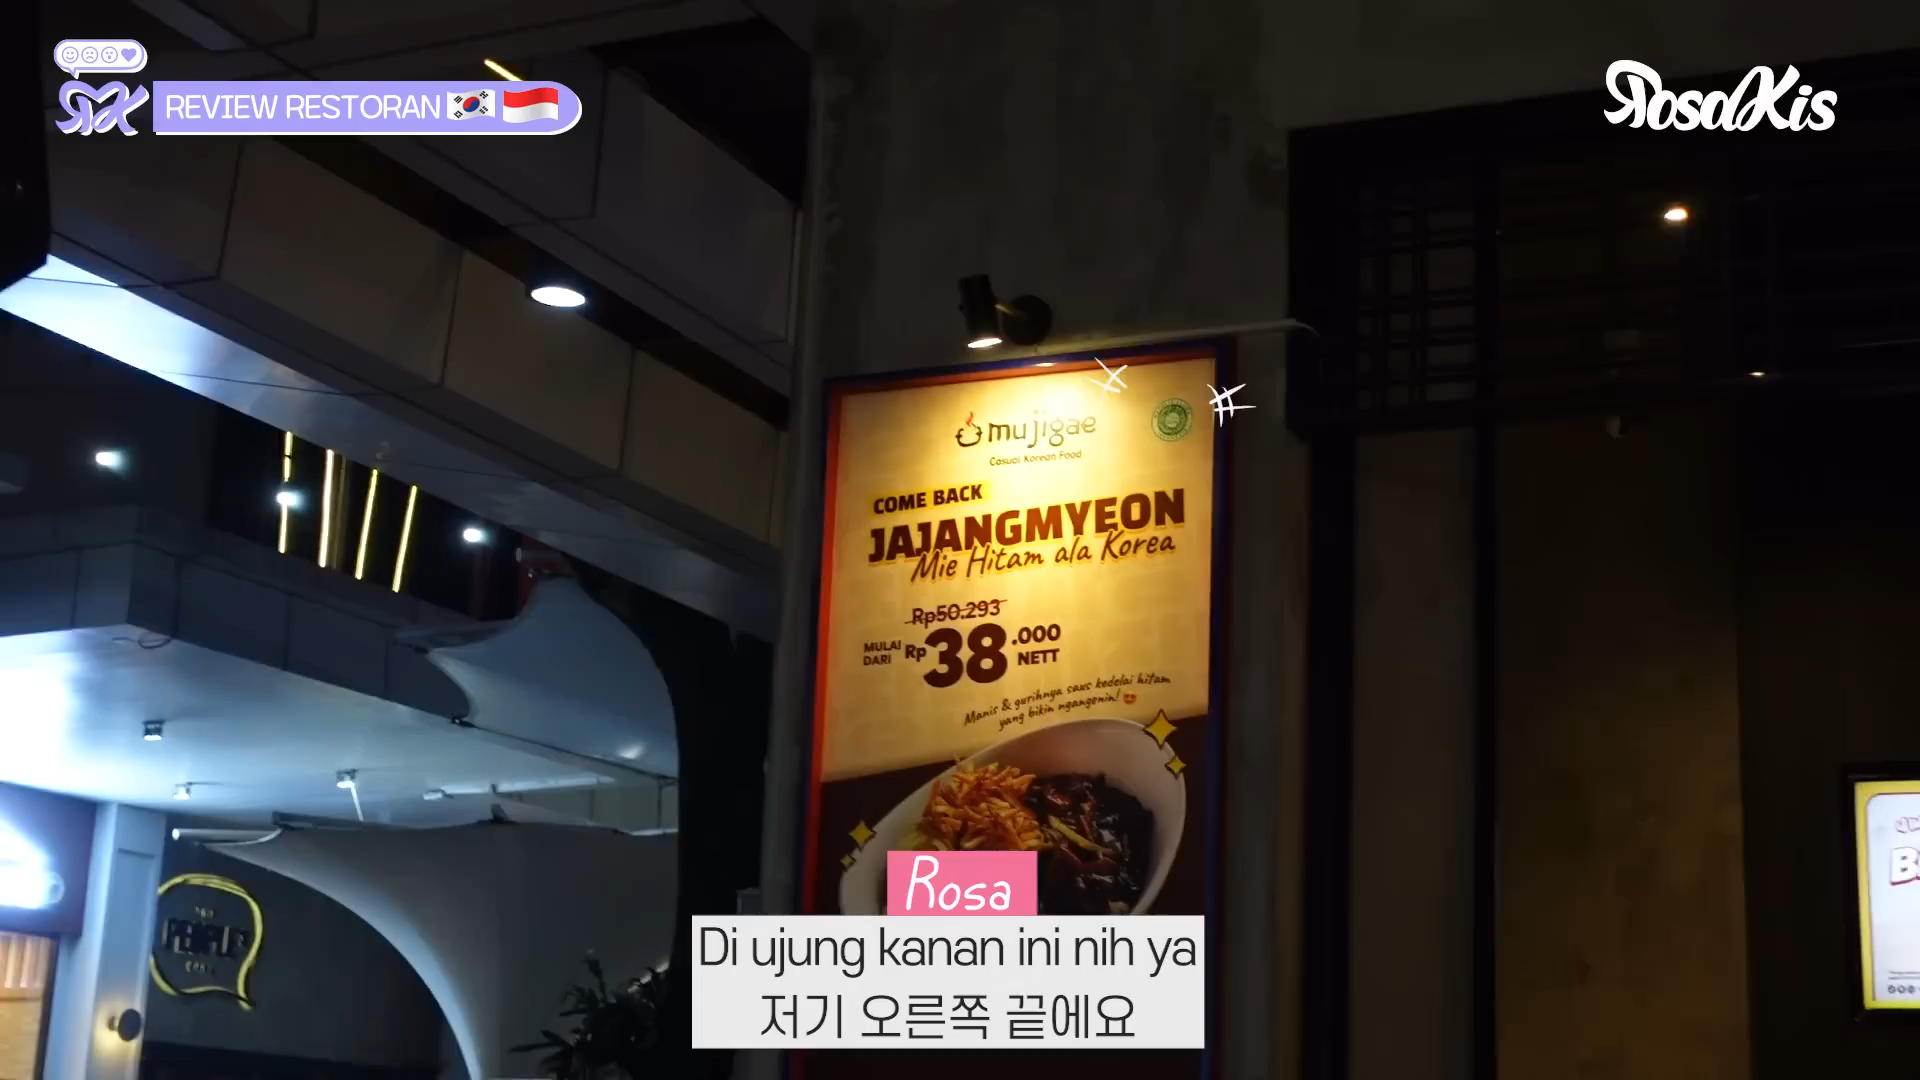 REVIEW RESTORAN
RosaKis
mujigae
Casual Korean Food
COME BACK
JAJANGMYEON
Mie Hitam ala Korea
Rp50.293
MULAI DARI Rp38.000 NETT
Manis & gurihnya saus kedelai hitam
yang bikin ngangenin!
Rosa
Di ujung kanan ini nih ya
저기 오른쪽 끝에요